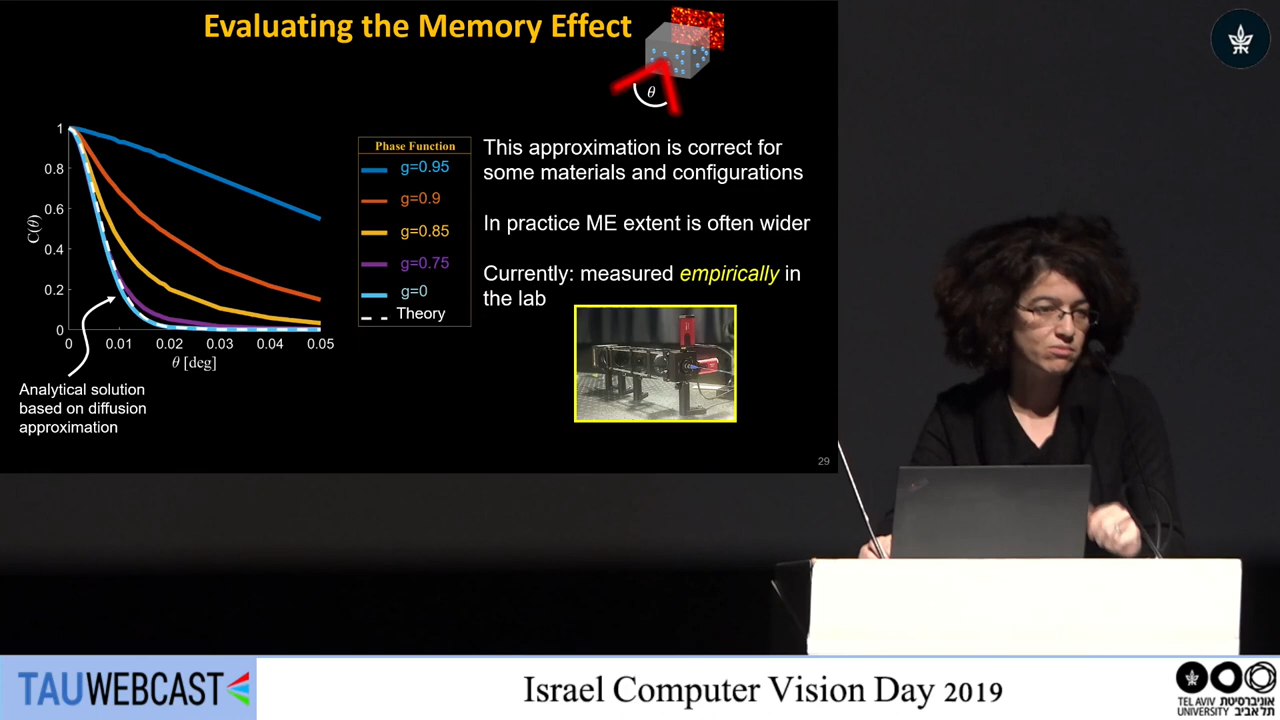 Evaluating the Memory Effect
θ
1
0.8
0.6
0.4
0.2
0
C(θ)
0
0.01
0.02
0.03
0.04
0.05
θ [deg]
Analytical solution
based on diffusion
approximation
Phase Function
g=0.95
g=0.9
g=0.85
g=0.75
g=0
Theory
This approximation is correct for
some materials and configurations
In practice ME extent is often wider
Currently: measured empirically in
the lab
29
TAUWEBCAST
Israel Computer Vision Day 2019
TEL AVIV אוניברסיטת
UNIVERSITY תל אביב